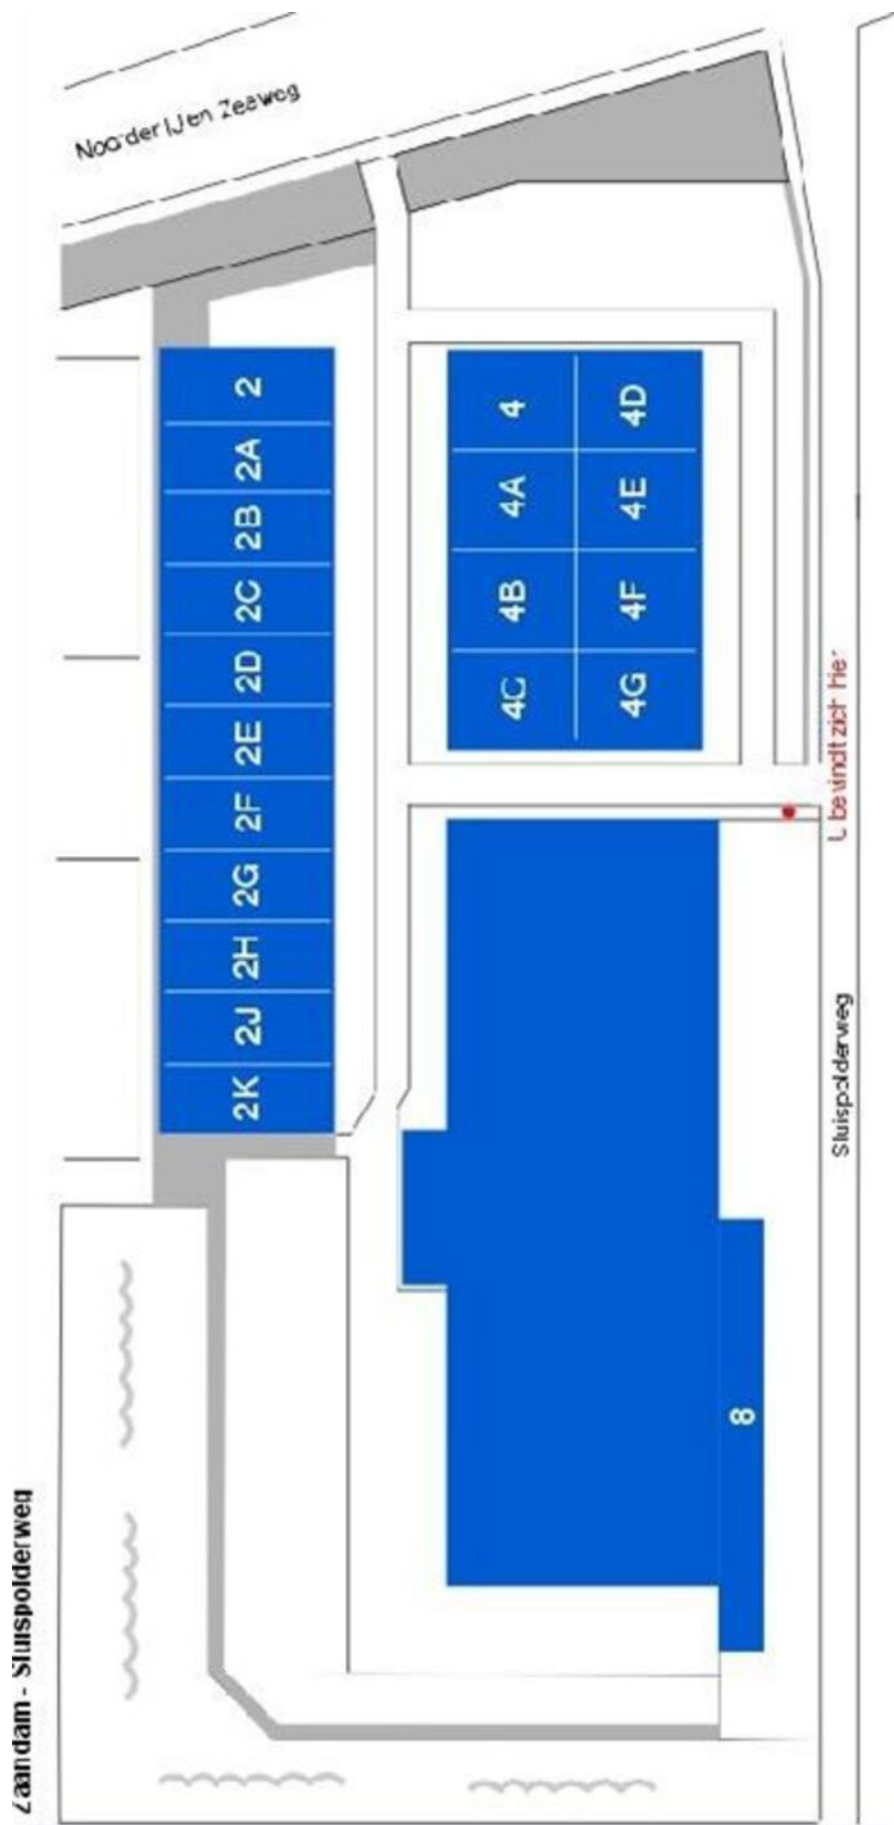 Zaandam - Sluispolderweg
Noorder IJ en Zeeweg
2
2A
2B
2C
2D
2E
2F
2G
2H
2J
2K
4
4A
4B
4C
4D
4E
4F
4G
8
U bevindt zich hier
Sluispolderweg